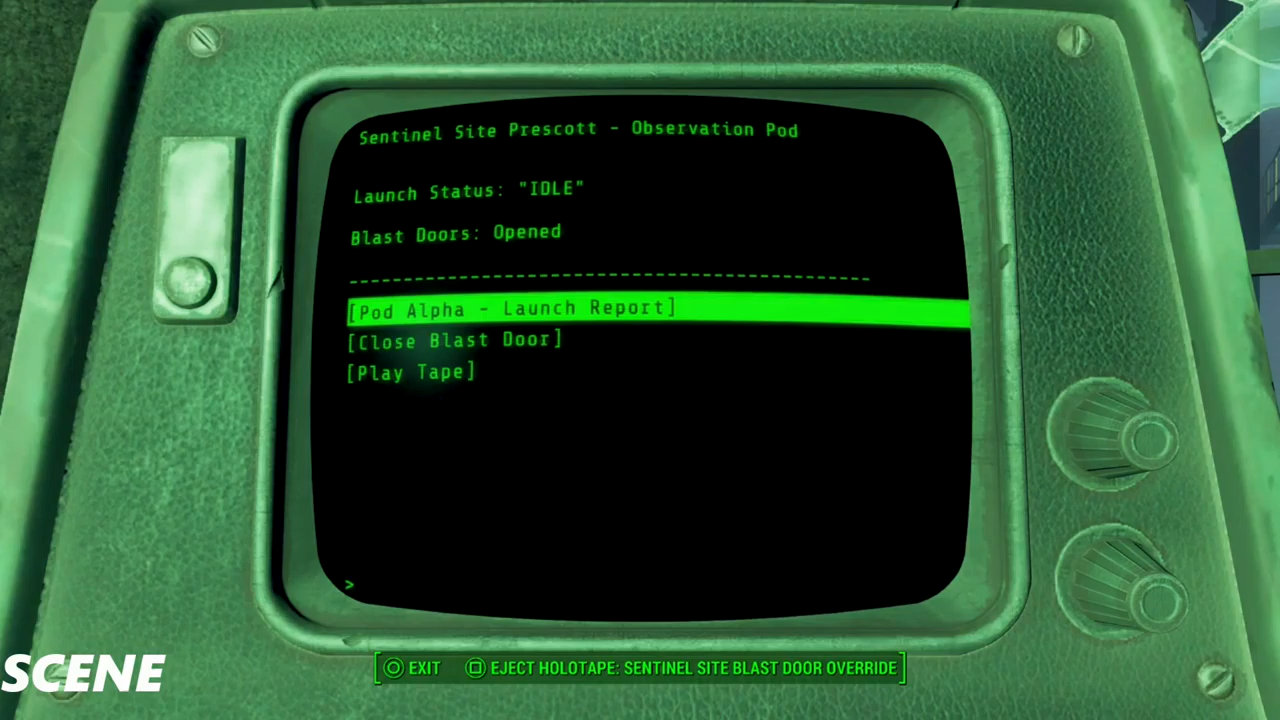 Sentinel Site Prescott - Observation Pod
Launch Status: "IDLE"
Blast Doors: Opened
--------------------------------------------
[Pod Alpha - Launch Report]
[Close Blast Door]
[Play Tape]
>
SCENE
EXIT
EJECT HOLOTAPE: SENTINEL SITE BLAST DOOR OVERRIDE